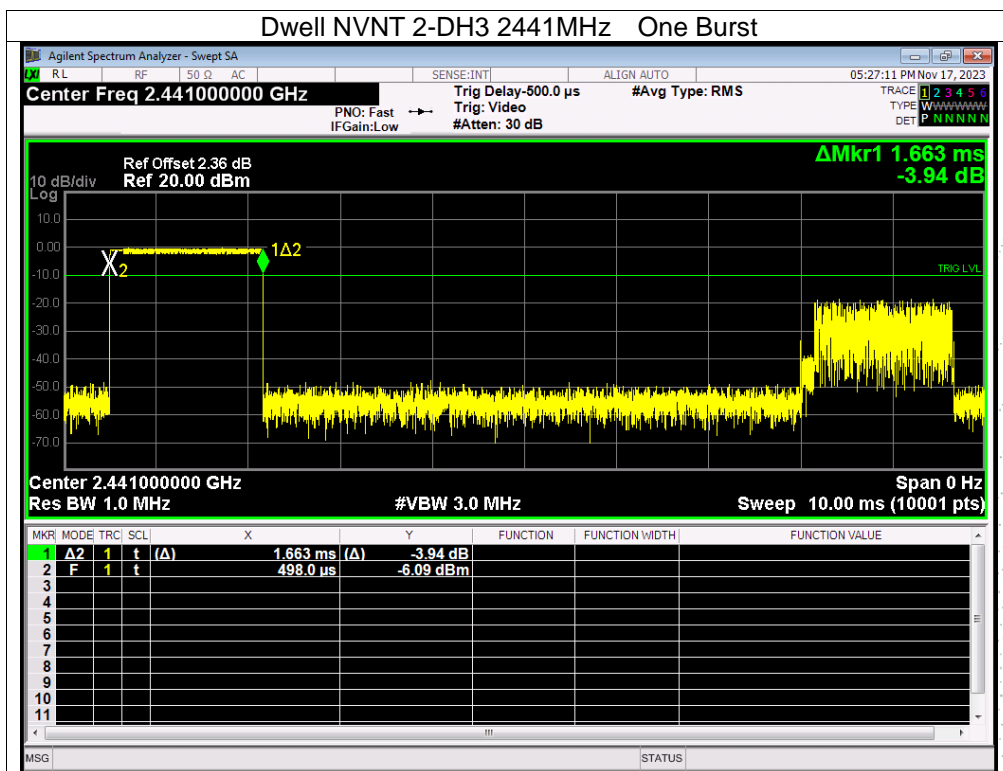 Dwell NVNT 2-DH3 2441MHz One Burst
Agilent Spectrum Analyzer - Swept SA
LXI RL RF 50 Ω AC SENSE:INT ALIGN AUTO 05:27:11 PM Nov 17, 2023
Center Freq 2.441000000 GHz
PNO: Fast
IFGain:Low
Trig Delay-500.0 µs
Trig: Video
#Atten: 30 dB
#Avg Type: RMS
TRACE 1 2 3 4 5 6
TYPE WWWWWW
DET P N N N N N
ΔMkr1 1.663 ms
-3.94 dB
Ref Offset 2.36 dB
10 dB/div Ref 20.00 dBm
Log
10.0
0.00
-10.0
-20.0
-30.0
-40.0
-50.0
-60.0
-70.0
1Δ2
2
TRIG LVL
Center 2.441000000 GHz Span 0 Hz
Res BW 1.0 MHz #VBW 3.0 MHz Sweep 10.00 ms (10001 pts)
MKR MODE TRC SCL X Y FUNCTION FUNCTION WIDTH FUNCTION VALUE
1 Δ2 1 t (Δ) 1.663 ms (Δ) -3.94 dB
2 F 1 t 498.0 µs -6.09 dBm
3
4
5
6
7
8
9
10
11
MSG STATUS